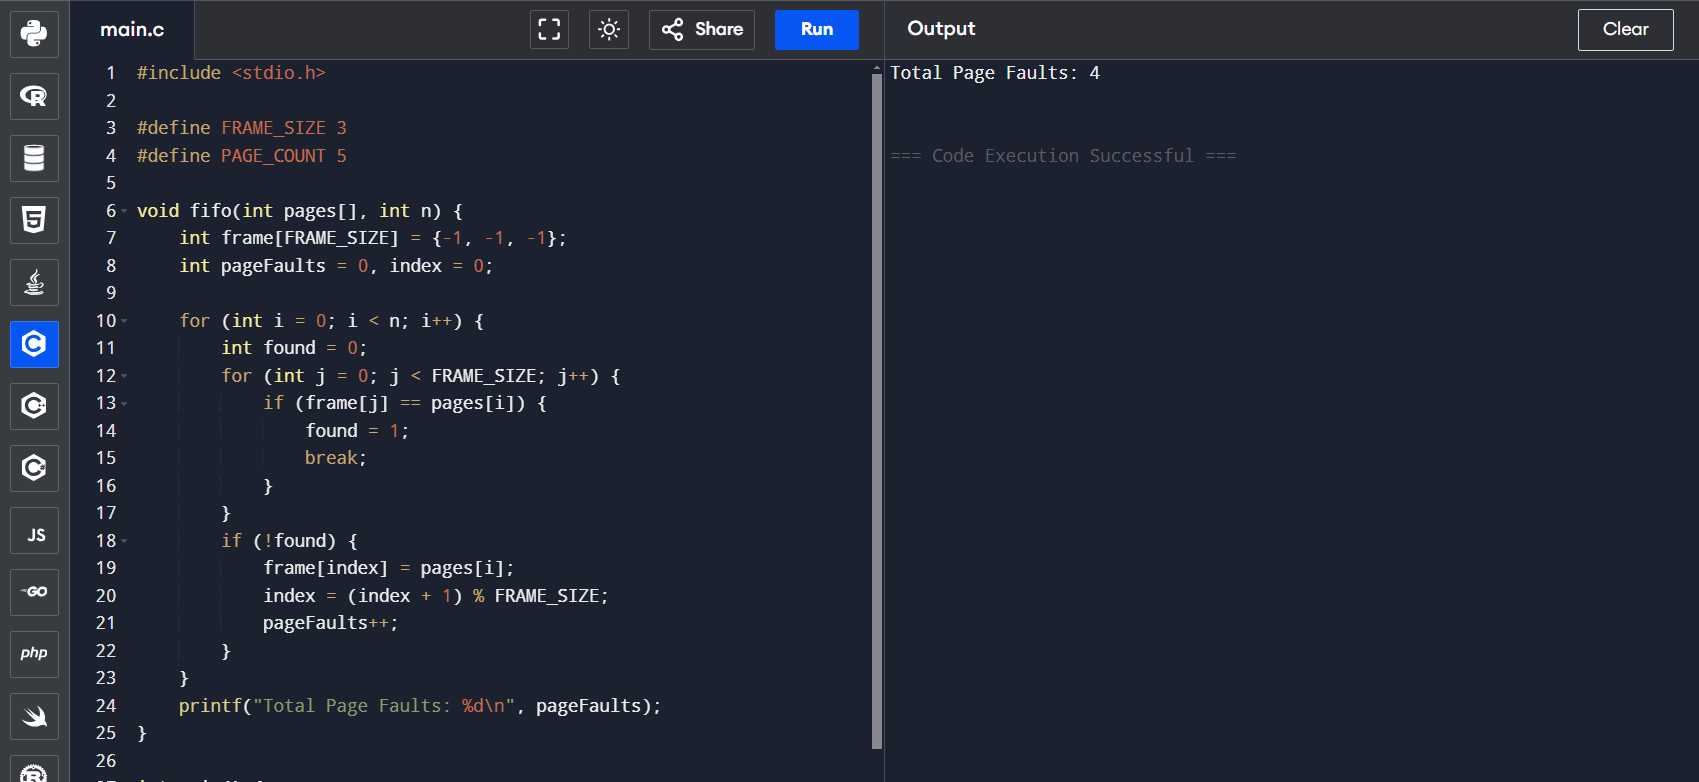 main.c
Share
Run
Output
Clear
1 #include <stdio.h>
2
3 #define FRAME_SIZE 3
4 #define PAGE_COUNT 5
5
6 void fifo(int pages[], int n) {
7     int frame[FRAME_SIZE] = {-1, -1, -1};
8     int pageFaults = 0, index = 0;
9
10     for (int i = 0; i < n; i++) {
11         int found = 0;
12         for (int j = 0; j < FRAME_SIZE; j++) {
13             if (frame[j] == pages[i]) {
14                 found = 1;
15                 break;
16             }
17         }
18         if (!found) {
19             frame[index] = pages[i];
20             index = (index + 1) % FRAME_SIZE;
21             pageFaults++;
22         }
23     }
24     printf("Total Page Faults: %d\n", pageFaults);
25 }
26
Total Page Faults: 4
=== Code Execution Successful ===
R
5
C
C++
C#
JS
GO
php
R